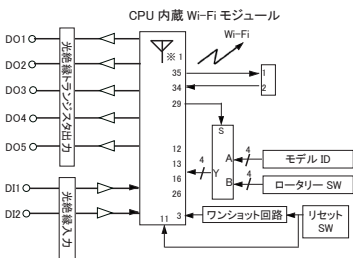 CPU 内蔵 Wi-Fi モジュール
Wi-Fi
※1
DO1
DO2
DO3
DO4
DO5
光絶縁トランジスタ出力
35
34
29
1
2
S
12
13
16
26
4
Y
A
B
4
4
モデル ID
ロータリー SW
DI1
DI2
光絶縁入力
3
11
ワンショット回路
リセット
SW